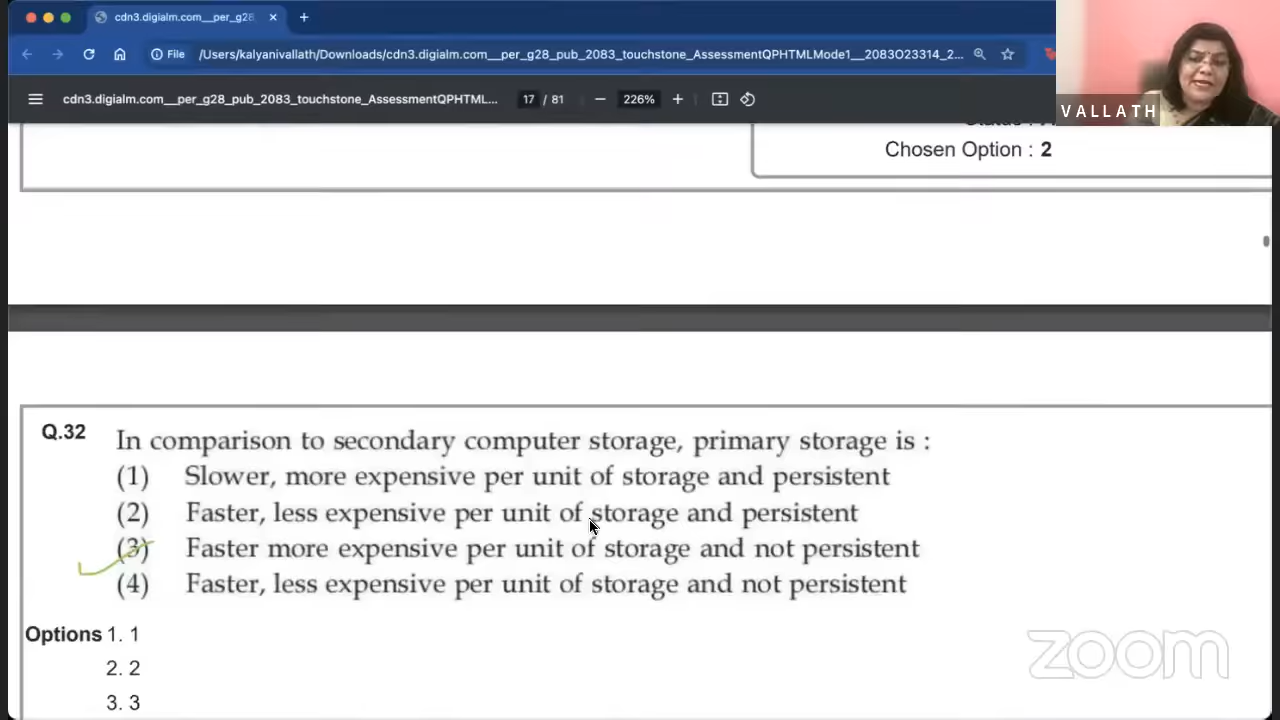 cdn3.digialm.com__per_g28
File /Users/kalyanivallath/Downloads/cdn3.digialm.com__per_g28_pub_2083_touchstone_AssessmentQPHTMLMode1__2083O23314_2...
cdn3.digialm.com__per_g28_pub_2083_touchstone_AssessmentQPHTML... 17 / 81 226%
VALLATH
Chosen Option : 2
Q.32 In comparison to secondary computer storage, primary storage is :
(1) Slower, more expensive per unit of storage and persistent
(2) Faster, less expensive per unit of storage and persistent
(3) Faster more expensive per unit of storage and not persistent
(4) Faster, less expensive per unit of storage and not persistent
Options 1. 1
2. 2
3. 3
zoom